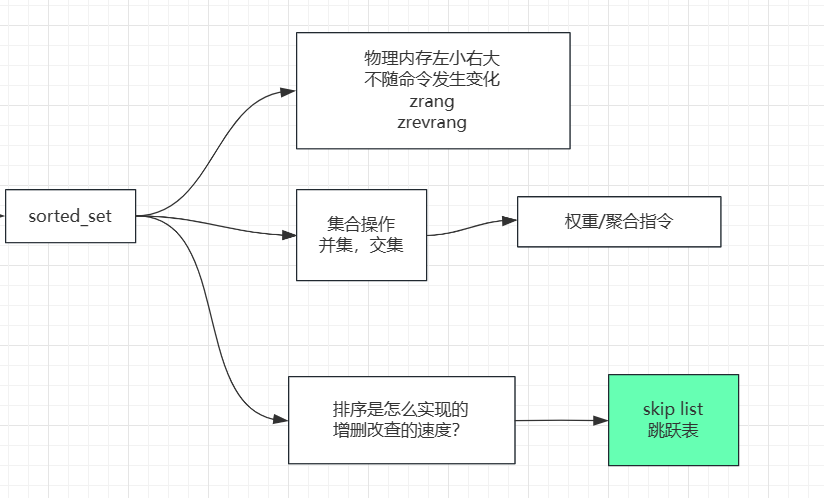 物理内存左小右大
不随命令发生变化
zrang
zrevrang
sorted_set
集合操作
并集，交集
权重/聚合指令
排序是怎么实现的
增删改查的速度？
skip list
跳跃表